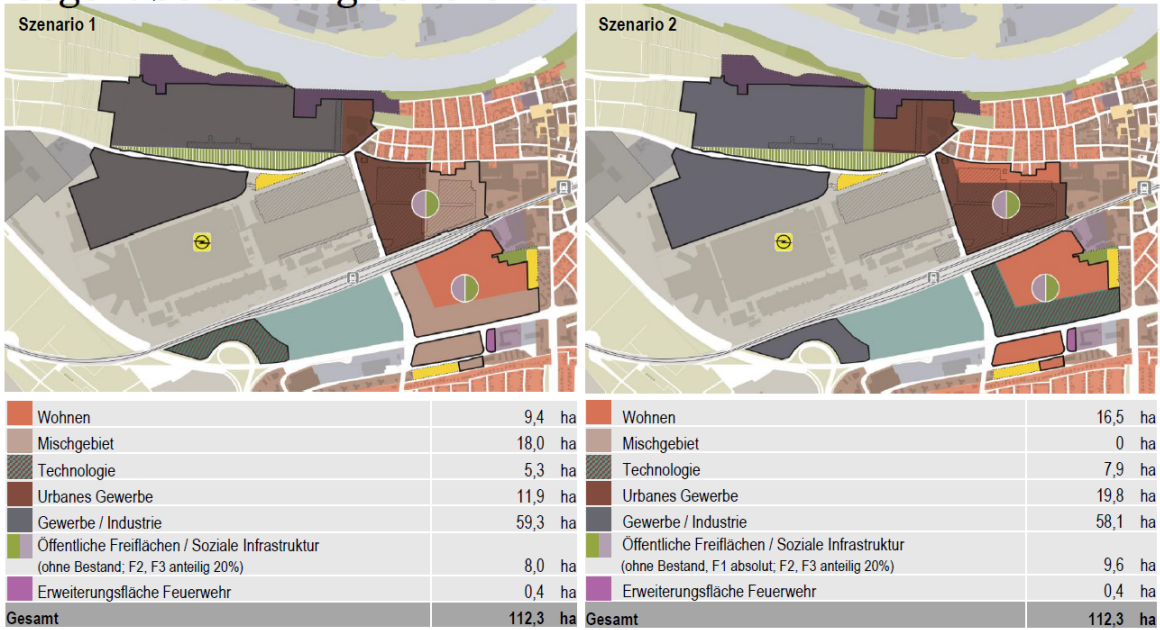 Szenario 1
Szenario 2
Wohnen 9,4 ha
Mischgebiet 18,0 ha
Technologie 5,3 ha
Urbanes Gewerbe 11,9 ha
Gewerbe / Industrie 59,3 ha
Öffentliche Freiflächen / Soziale Infrastruktur
(ohne Bestand; F2, F3 anteilig 20%) 8,0 ha
Erweiterungsfläche Feuerwehr 0,4 ha
Gesamt 112,3 ha
Wohnen 16,5 ha
Mischgebiet 0 ha
Technologie 7,9 ha
Urbanes Gewerbe 19,8 ha
Gewerbe / Industrie 58,1 ha
Öffentliche Freiflächen / Soziale Infrastruktur
(ohne Bestand, F1 absolut; F2, F3 anteilig 20%) 9,6 ha
Erweiterungsfläche Feuerwehr 0,4 ha
Gesamt 112,3 ha